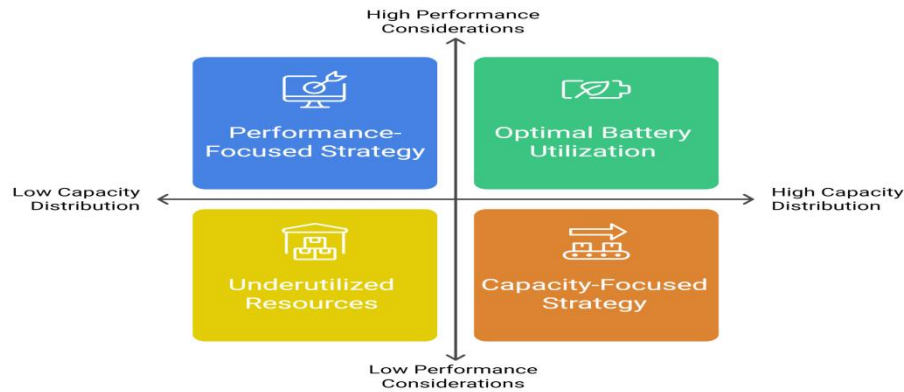 High Performance
Considerations
Performance-
Focused Strategy
Optimal Battery
Utilization
Low Capacity
Distribution
High Capacity
Distribution
Underutilized
Resources
Capacity-Focused
Strategy
Low Performance
Considerations